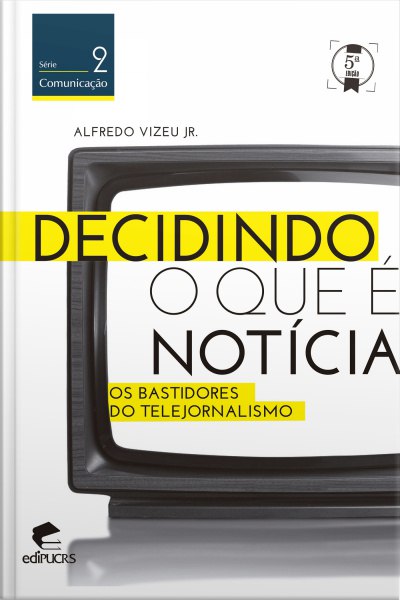 Série 2
Comunicação
5ª
EDIÇÃO
ALFREDO VIZEU JR.
DECIDINDO
O QUE É
NOTÍCIA
OS BASTIDORES
DO TELEJORNALISMO
ediPUCRS